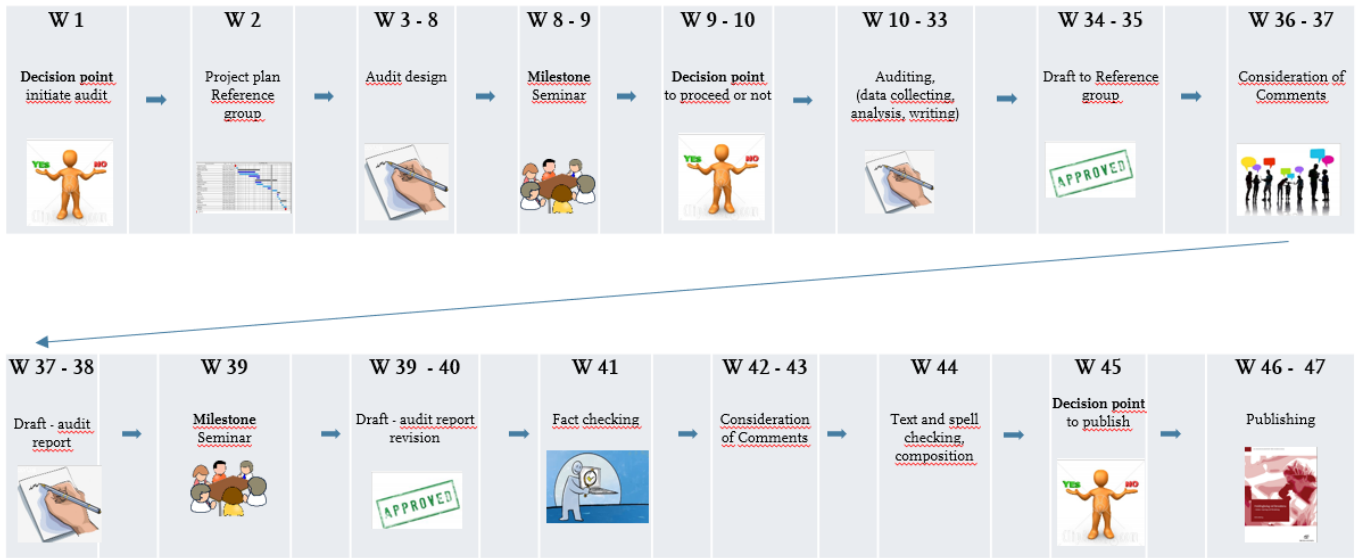 W 1
Decision point
initiate audit
YES NO
W 2
Project plan
Reference
group
W 3 - 8
Audit design
W 8 - 9
Milestone
Seminar
W 9 - 10
Decision point
to proceed or not
YES NO
W 10 - 33
Auditing,
(data collecting,
analysis, writing)
W 34 - 35
Draft to Reference
group
APPROVED
W 36 - 37
Consideration of
Comments
W 37 - 38
Draft - audit
report
W 39
Milestone
Seminar
W 39 - 40
Draft - audit report
revision
APPROVED
W 41
Fact checking
W 42 - 43
Consideration
of Comments
W 44
Text and spell
checking,
composition
W 45
Decision point
to publish
YES NO
W 46 - 47
Publishing